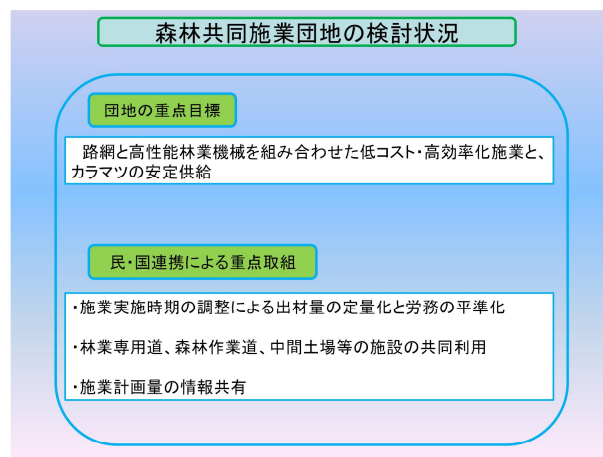 森林共同施業団地の検討状況
団地の重点目標
路網と高性能林業機械を組み合わせた低コスト・高効率化施業と、
カラマツの安定供給
民・国連携による重点取組
・施業実施時期の調整による出材量の定量化と労務の平準化
・林業専用道、森林作業道、中間土場等の施設の共同利用
・施業計画量の情報共有